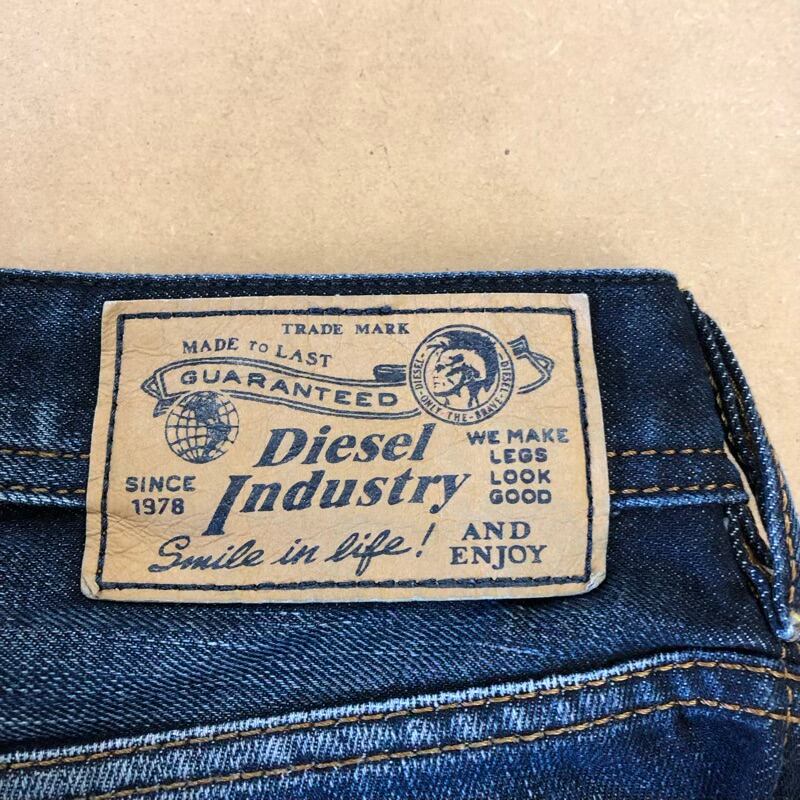 TRADE MARK
MADE TO LAST
GUARANTEED
DIESEL
ONLY THE BRAVE
DIESEL
Diesel
Industry
SINCE
1978
WE MAKE
LEGS
LOOK
GOOD
Smile in life!
AND
ENJOY